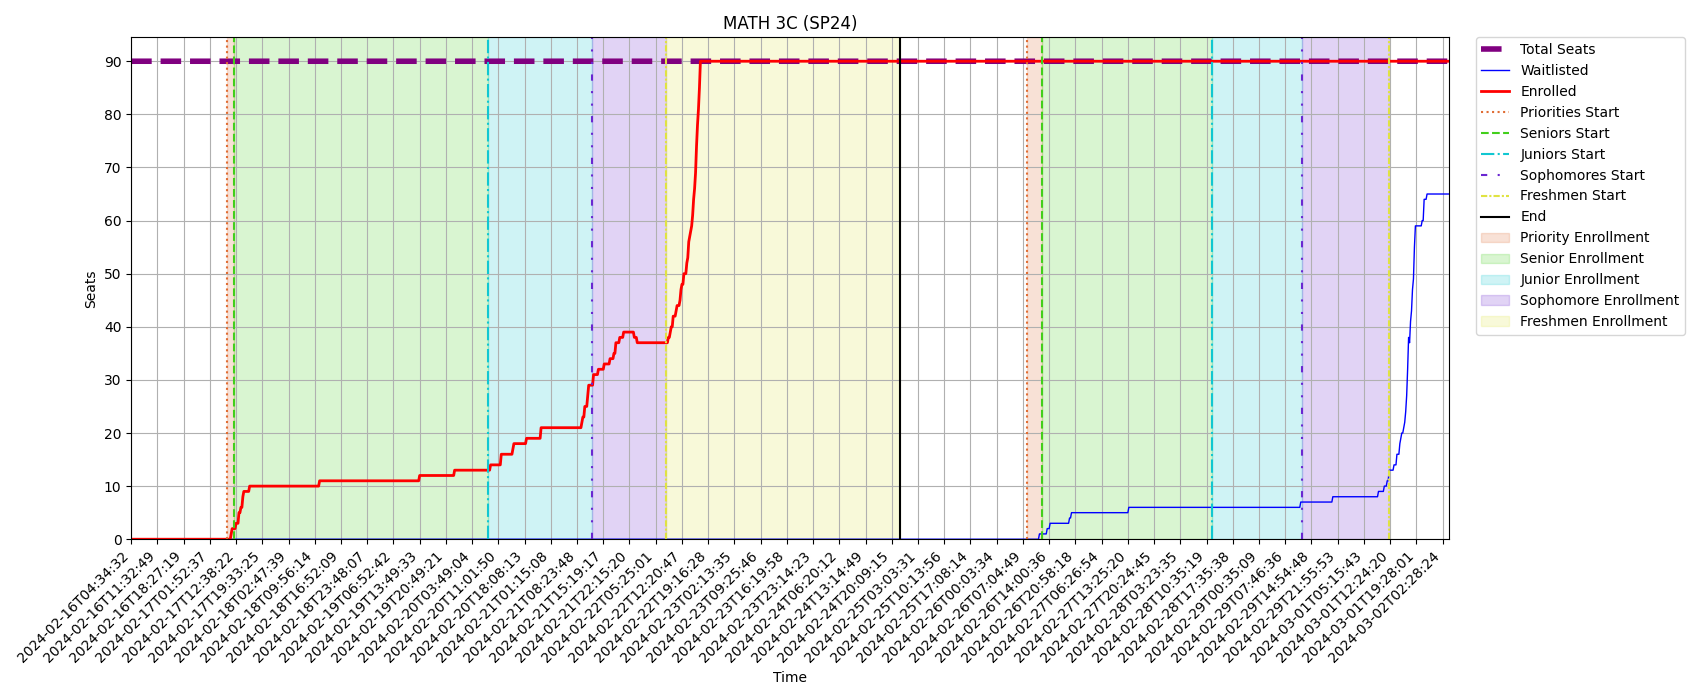 MATH 3C (SP24)
Seats
90
80
70
60
50
40
30
20
10
0
2024-02-16T04:34:32
2024-02-16T11:32:49
2024-02-16T18:27:19
2024-02-17T01:52:37
2024-02-17T12:38:22
2024-02-17T19:33:25
2024-02-18T02:47:39
2024-02-18T09:56:14
2024-02-18T16:52:09
2024-02-18T23:48:07
2024-02-19T06:52:42
2024-02-19T13:49:33
2024-02-19T20:49:21
2024-02-20T03:49:04
2024-02-20T11:01:50
2024-02-20T18:08:13
2024-02-21T01:15:08
2024-02-21T08:23:48
2024-02-21T15:19:17
2024-02-21T22:15:20
2024-02-22T05:25:01
2024-02-22T12:20:47
2024-02-22T19:16:28
2024-02-23T02:13:35
2024-02-23T09:25:46
2024-02-23T16:19:58
2024-02-23T23:14:23
2024-02-24T06:20:12
2024-02-24T13:14:49
2024-02-24T20:09:15
2024-02-25T03:03:31
2024-02-25T10:13:56
2024-02-25T17:08:14
2024-02-26T00:03:34
2024-02-26T07:04:49
2024-02-26T14:00:36
2024-02-26T20:58:18
2024-02-27T06:26:54
2024-02-27T13:25:20
2024-02-27T20:24:45
2024-02-28T03:23:35
2024-02-28T10:35:19
2024-02-28T17:35:38
2024-02-29T00:35:09
2024-02-29T07:46:36
2024-02-29T14:54:48
2024-02-29T21:55:53
2024-03-01T05:15:43
2024-03-01T12:24:20
2024-03-01T19:28:01
2024-03-02T02:28:24
Time
Total Seats
Waitlisted
Enrolled
Priorities Start
Seniors Start
Juniors Start
Sophomores Start
Freshmen Start
End
Priority Enrollment
Senior Enrollment
Junior Enrollment
Sophomore Enrollment
Freshmen Enrollment